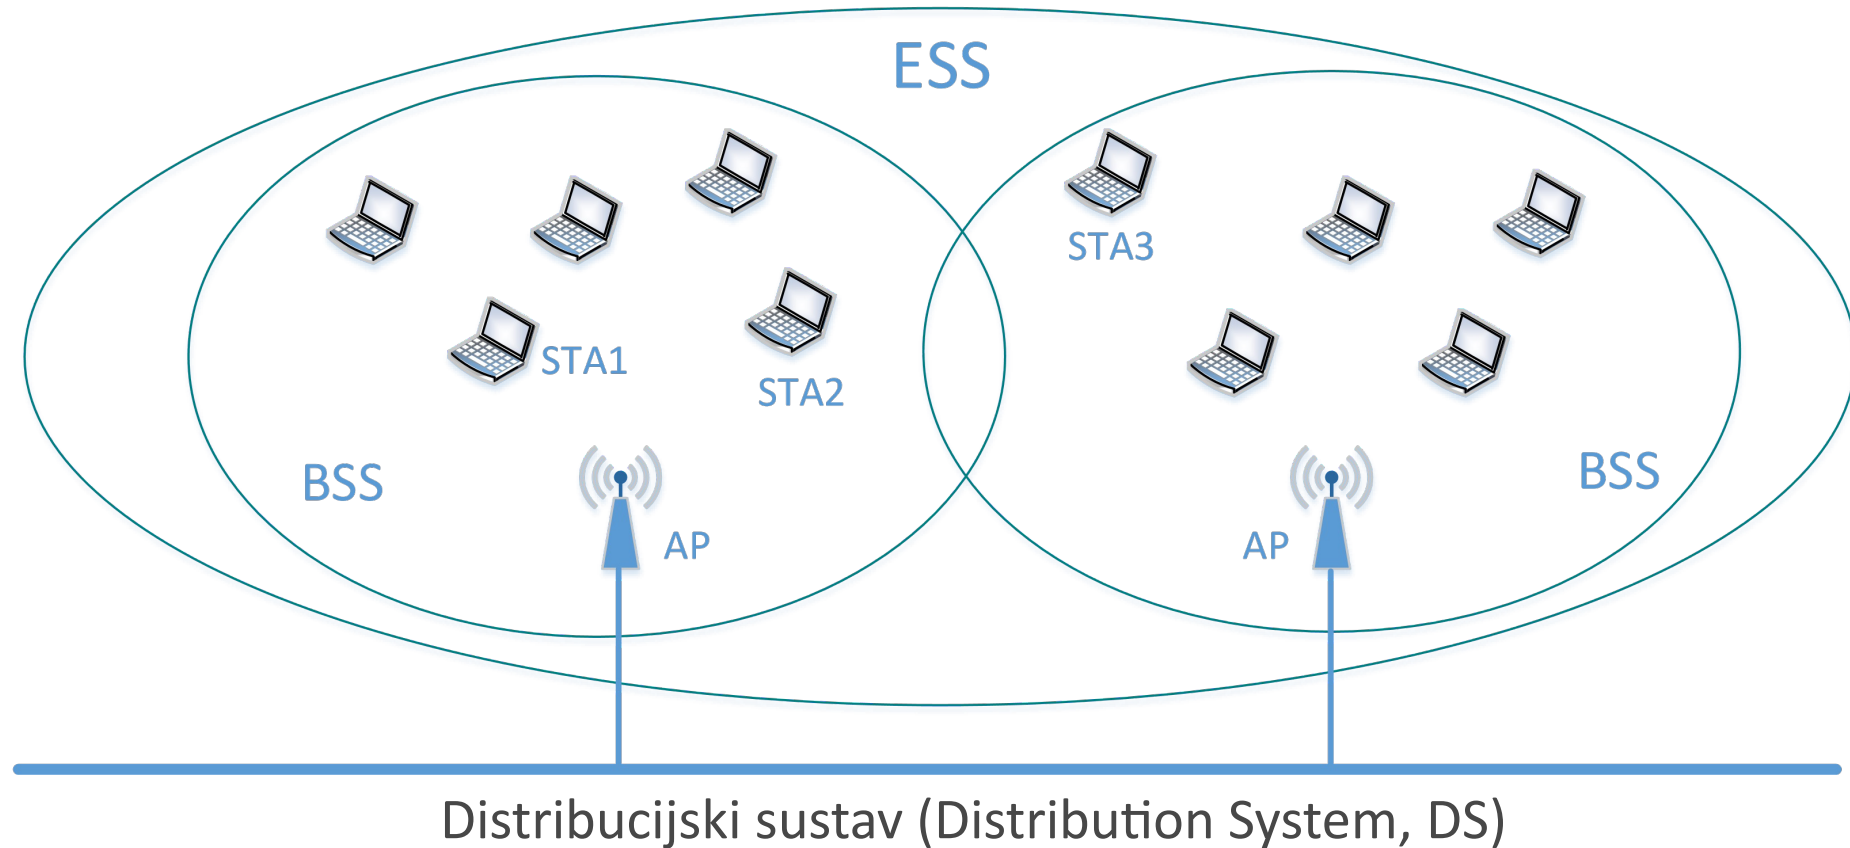 ESS
STA3
STA1
STA2
BSS
BSS
AP
AP
Distribucijski sustav (Distribution System, DS)